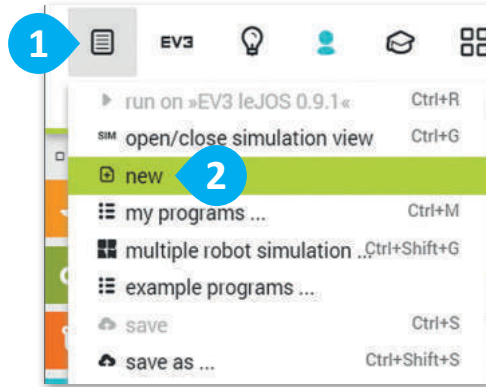 1
EV3
run on »EV3 leJOS 0.9.1« Ctrl+R
SIM open/close simulation view Ctrl+G
new 2
my programs ... Ctrl+M
multiple robot simulation ... Ctrl+Shift+G
example programs ...
save Ctrl+S
save as ... Ctrl+Shift+S